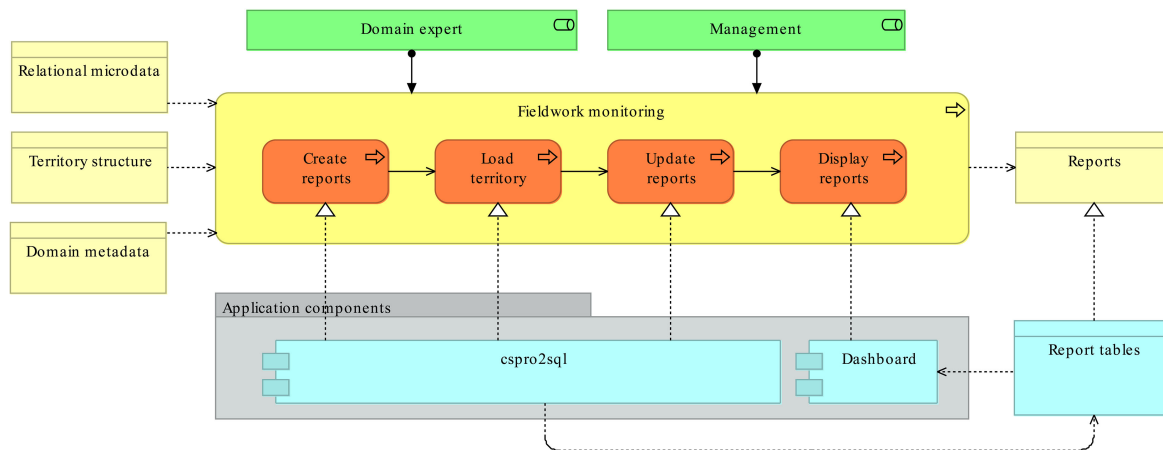 Domain expert
Management
Relational microdata
Fieldwork monitoring
Territory structure
Create
reports
Load
territory
Update
reports
Display
reports
Reports
Domain metadata
Application components
cspro2sql
Dashboard
Report tables